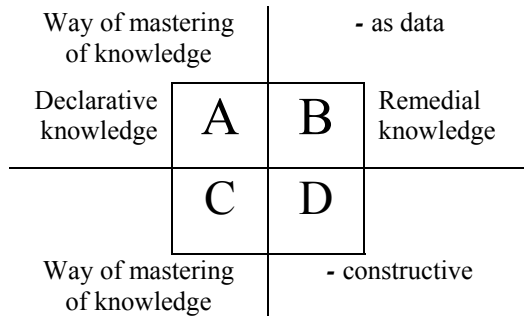 Way of mastering
of knowledge
- as data
Declarative
knowledge
A
B
Remedial
knowledge
C
D
Way of mastering
of knowledge
- constructive